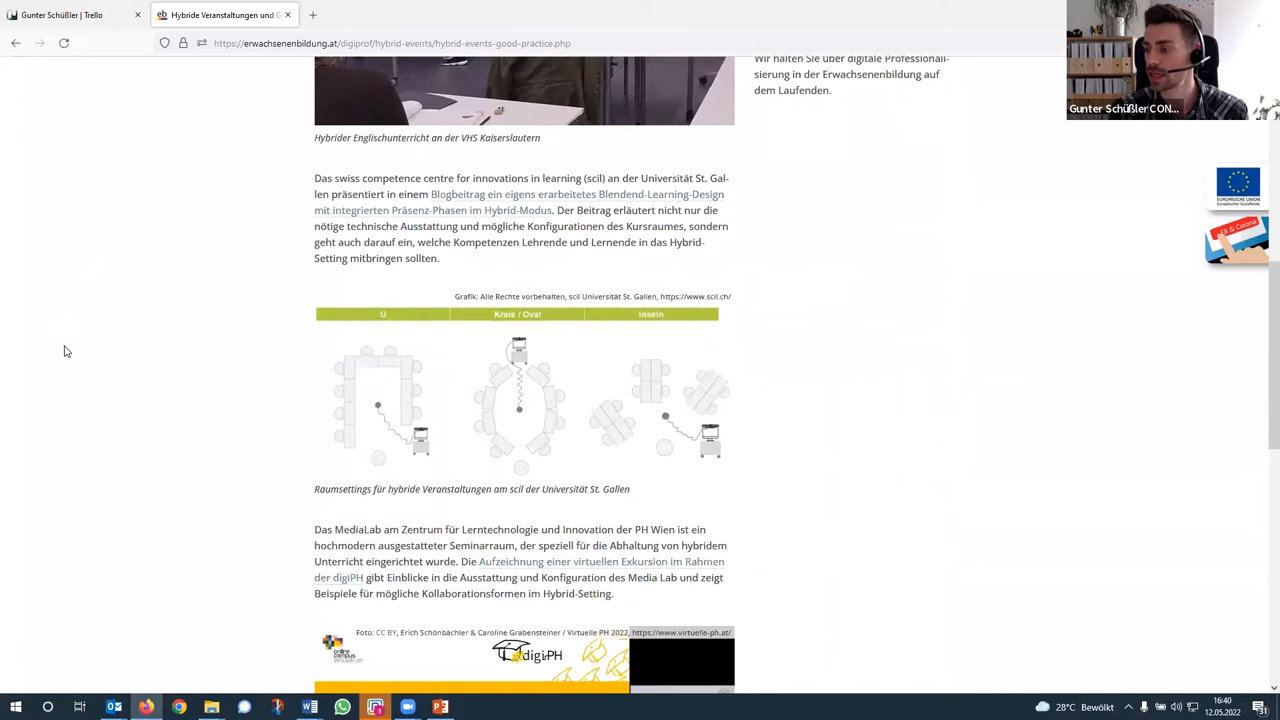 Gunter Schüßler | Trello
Hybride Veranstaltungen und G
https://erwachsenenbildung.at/digiprof/hybrid-events/hybrid-events-good-practice.php
Wir halten Sie über digitale Professionali-
sierung in der Erwachsenenbildung auf
dem Laufenden.
Gunter Schüßler CON...
Hybrider Englischunterricht an der VHS Kaiserslautern
EUROPÄISCHE UNION
Europäischer Sozialfonds
EB & Corona
Das swiss competence centre for innovations in learning (scil) an der Universität St. Gal-
len präsentiert in einem Blogbeitrag ein eigens erarbeitetes Blendend-Learning-Design
mit integrierten Präsenz-Phasen im Hybrid-Modus. Der Beitrag erläutert nicht nur die
nötige technische Ausstattung und mögliche Konfigurationen des Kursraumes, sondern
geht auch darauf ein, welche Kompetenzen Lehrende und Lernende in das Hybrid-
Setting mitbringen sollten.
Grafik: Alle Rechte vorbehalten, scil Universität St. Gallen, https://www.scil.ch/
U
Kreis / Oval
Inseln
Raumsettings für hybride Veranstaltungen am scil der Universität St. Gallen
Das MediaLab am Zentrum für Lerntechnologie und Innovation der PH Wien ist ein
hochmodern ausgestatteter Seminarraum, der speziell für die Abhaltung von hybridem
Unterricht eingerichtet wurde. Die Aufzeichnung einer virtuellen Exkursion im Rahmen
der digiPH gibt Einblicke in die Ausstattung und Konfiguration des Media Lab und zeigt
Beispiele für mögliche Kollaborationsformen im Hybrid-Setting.
Foto: CC BY, Erich Schönbächler & Caroline Grabensteiner / Virtuelle PH 2022, https://www.virtuelle-ph.at/
online
campus
virtuelle PH
digiPH
28°C Bewölkt
16:40
12.05.2022